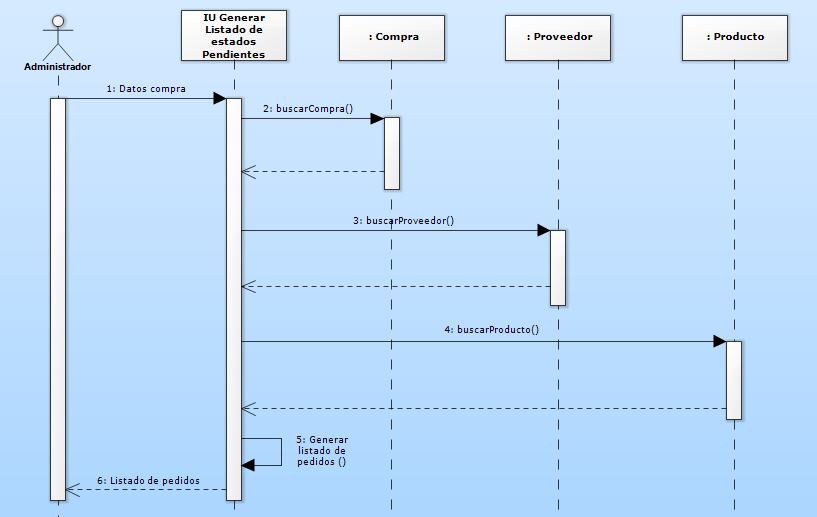 IU Generar
Listado de
estados
Pendientes
: Compra
: Proveedor
: Producto
Administrador
1: Datos compra
2: buscarCompra()
3: buscarProveedor()
4: buscarProducto()
5: Generar
listado de
pedidos ()
6: Listado de pedidos